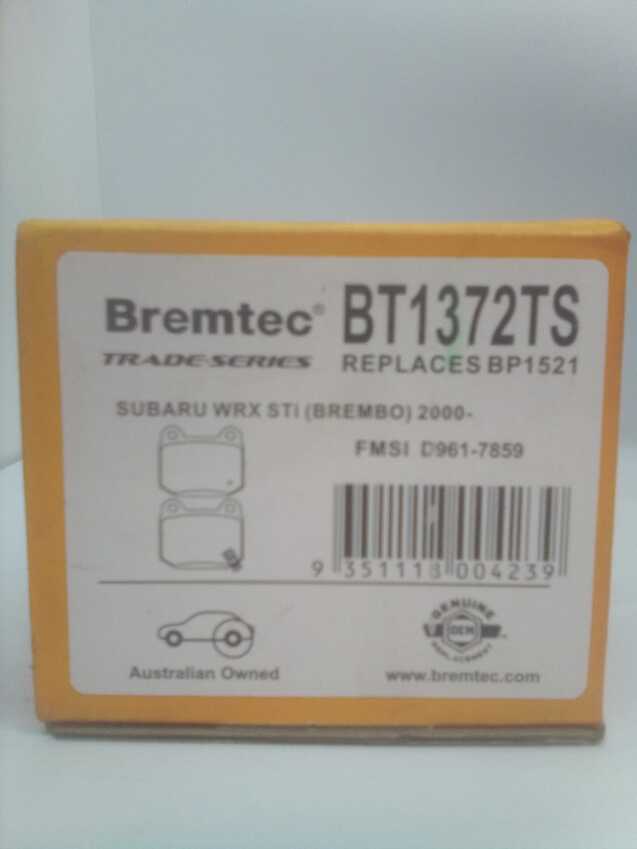 Bremtec® BT1372TS
TRADE-SERIES REPLACES BP1521
SUBARU WRX STi (BREMBO) 2000-
FMSI D961-7859
9 351118 004239
GENUINE
OEM
REPLACEMENT
Australian Owned
www.bremtec.com